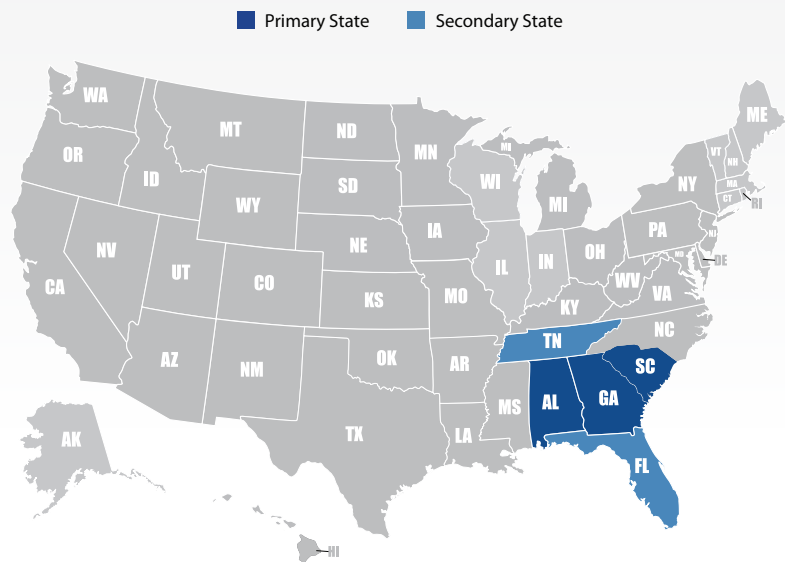 Primary State
Secondary State
WA
MT
ND
MN
MI
ME
OR
ID
SD
WI
VT
NH
WY
NY
MA
CT
RI
MI
IA
NE
PA
NJ
NV
UT
CO
IL
IN
OH
MD
DE
CA
KS
MO
WV
VA
KY
AZ
NM
OK
AR
TN
NC
SC
MS
AL
GA
TX
LA
AK
FL
HI